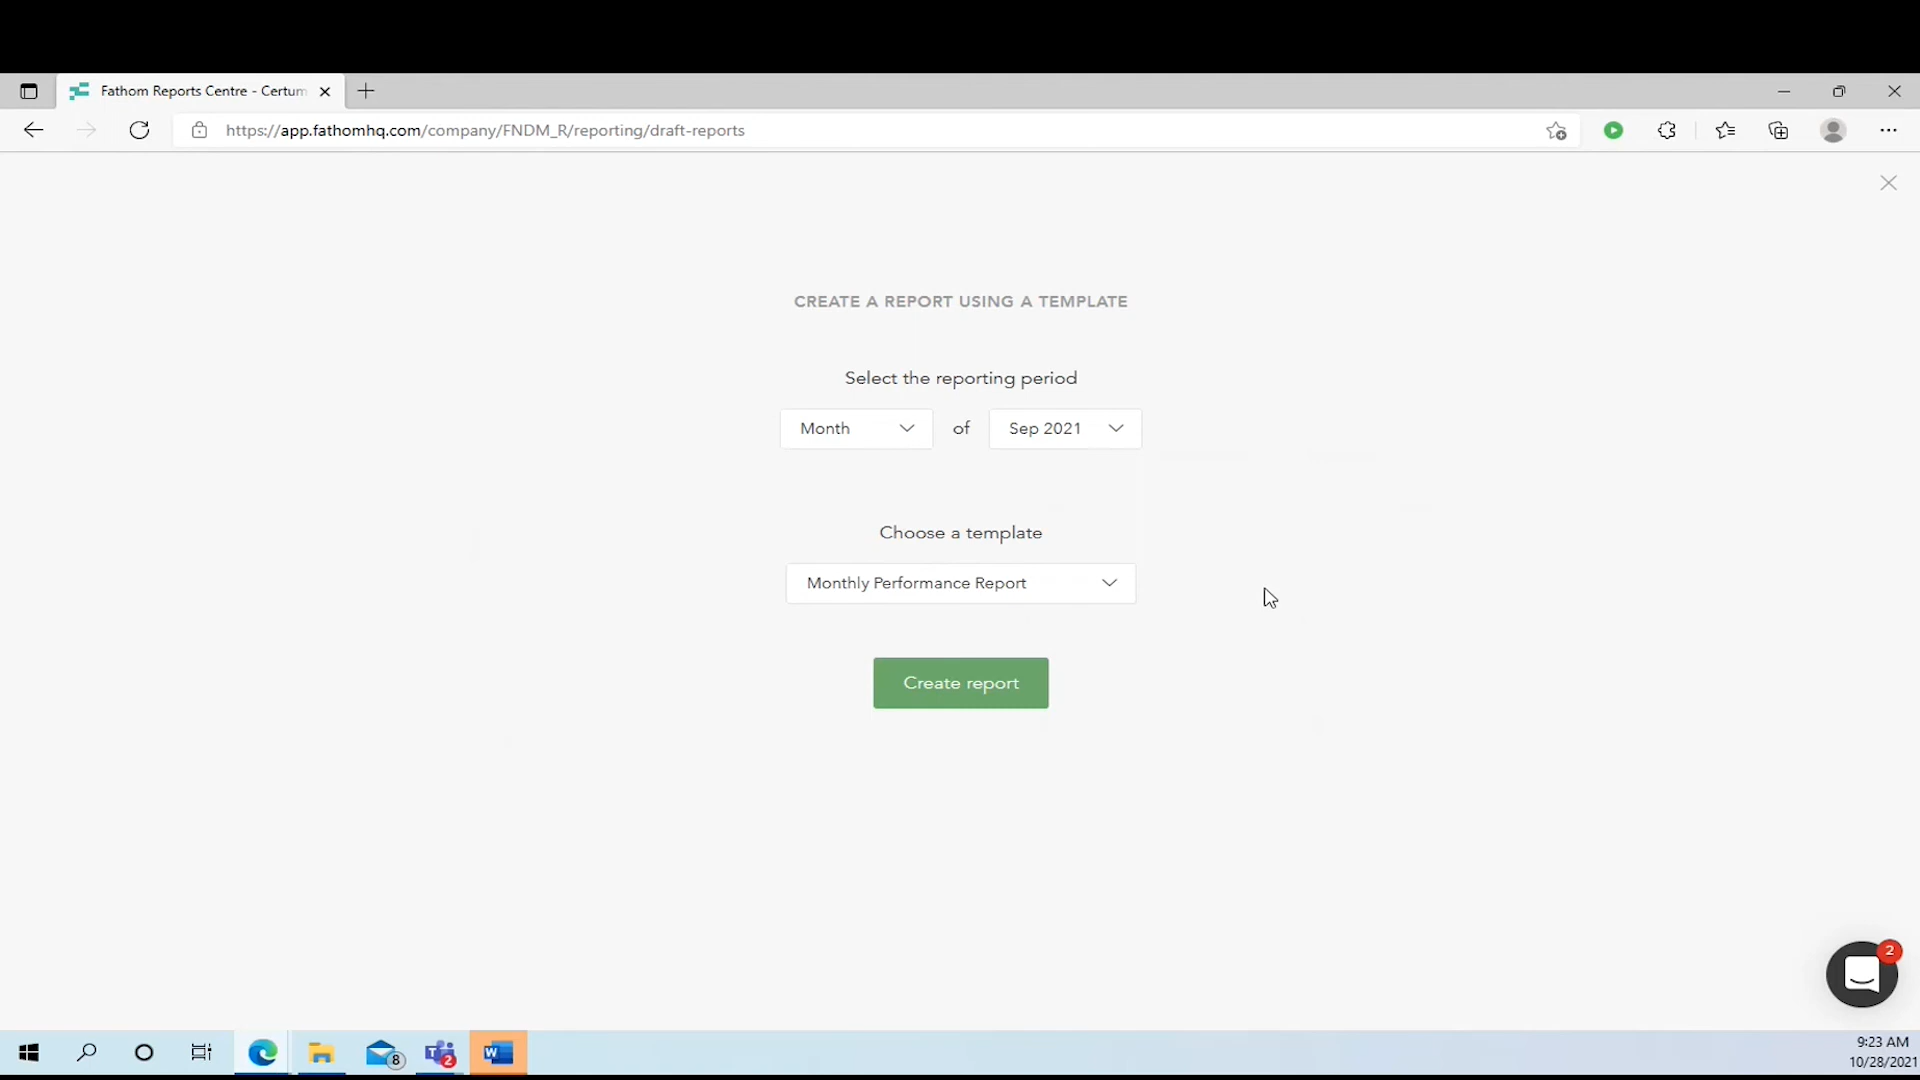 Fathom Reports Centre - Certum
https://app.fathomhq.com/company/FNDM_R/reporting/draft-reports
CREATE A REPORT USING A TEMPLATE
Select the reporting period
Month of Sep 2021
Choose a template
Monthly Performance Report
Create report
2
8
2
9:23 AM
10/28/2021